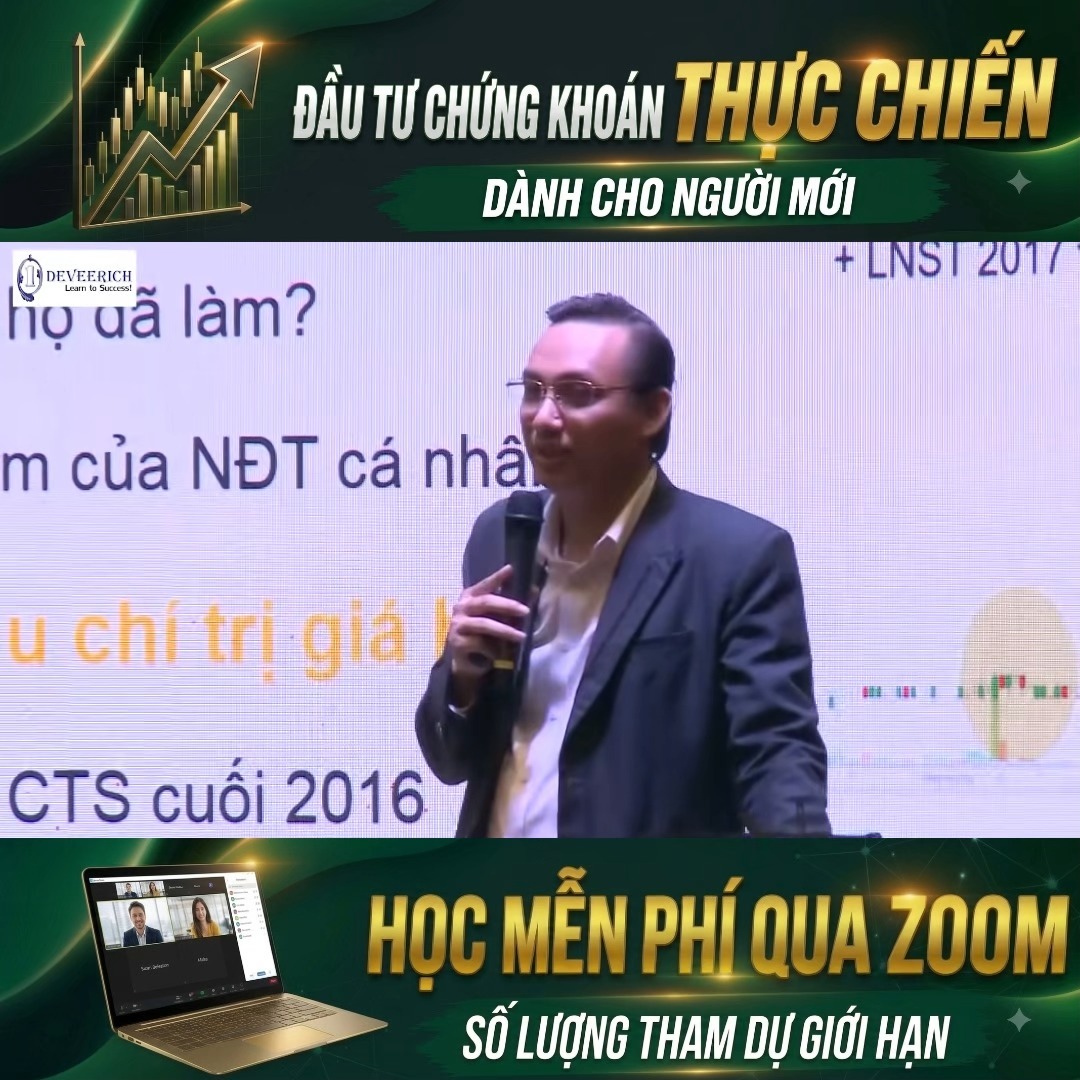 ĐẦU TƯ CHỨNG KHOÁN THỰC CHIẾN
DÀNH CHO NGƯỜI MỚI
DEVEERICH
Learn to Success!
+ LNST 2017
họ đã làm?
m của NĐT cá nhâ
u chí trị giá
CTS cuối 2016
HỌC MỄN PHÍ QUA ZOOM
SỐ LƯỢNG THAM DỰ GIỚI HẠN